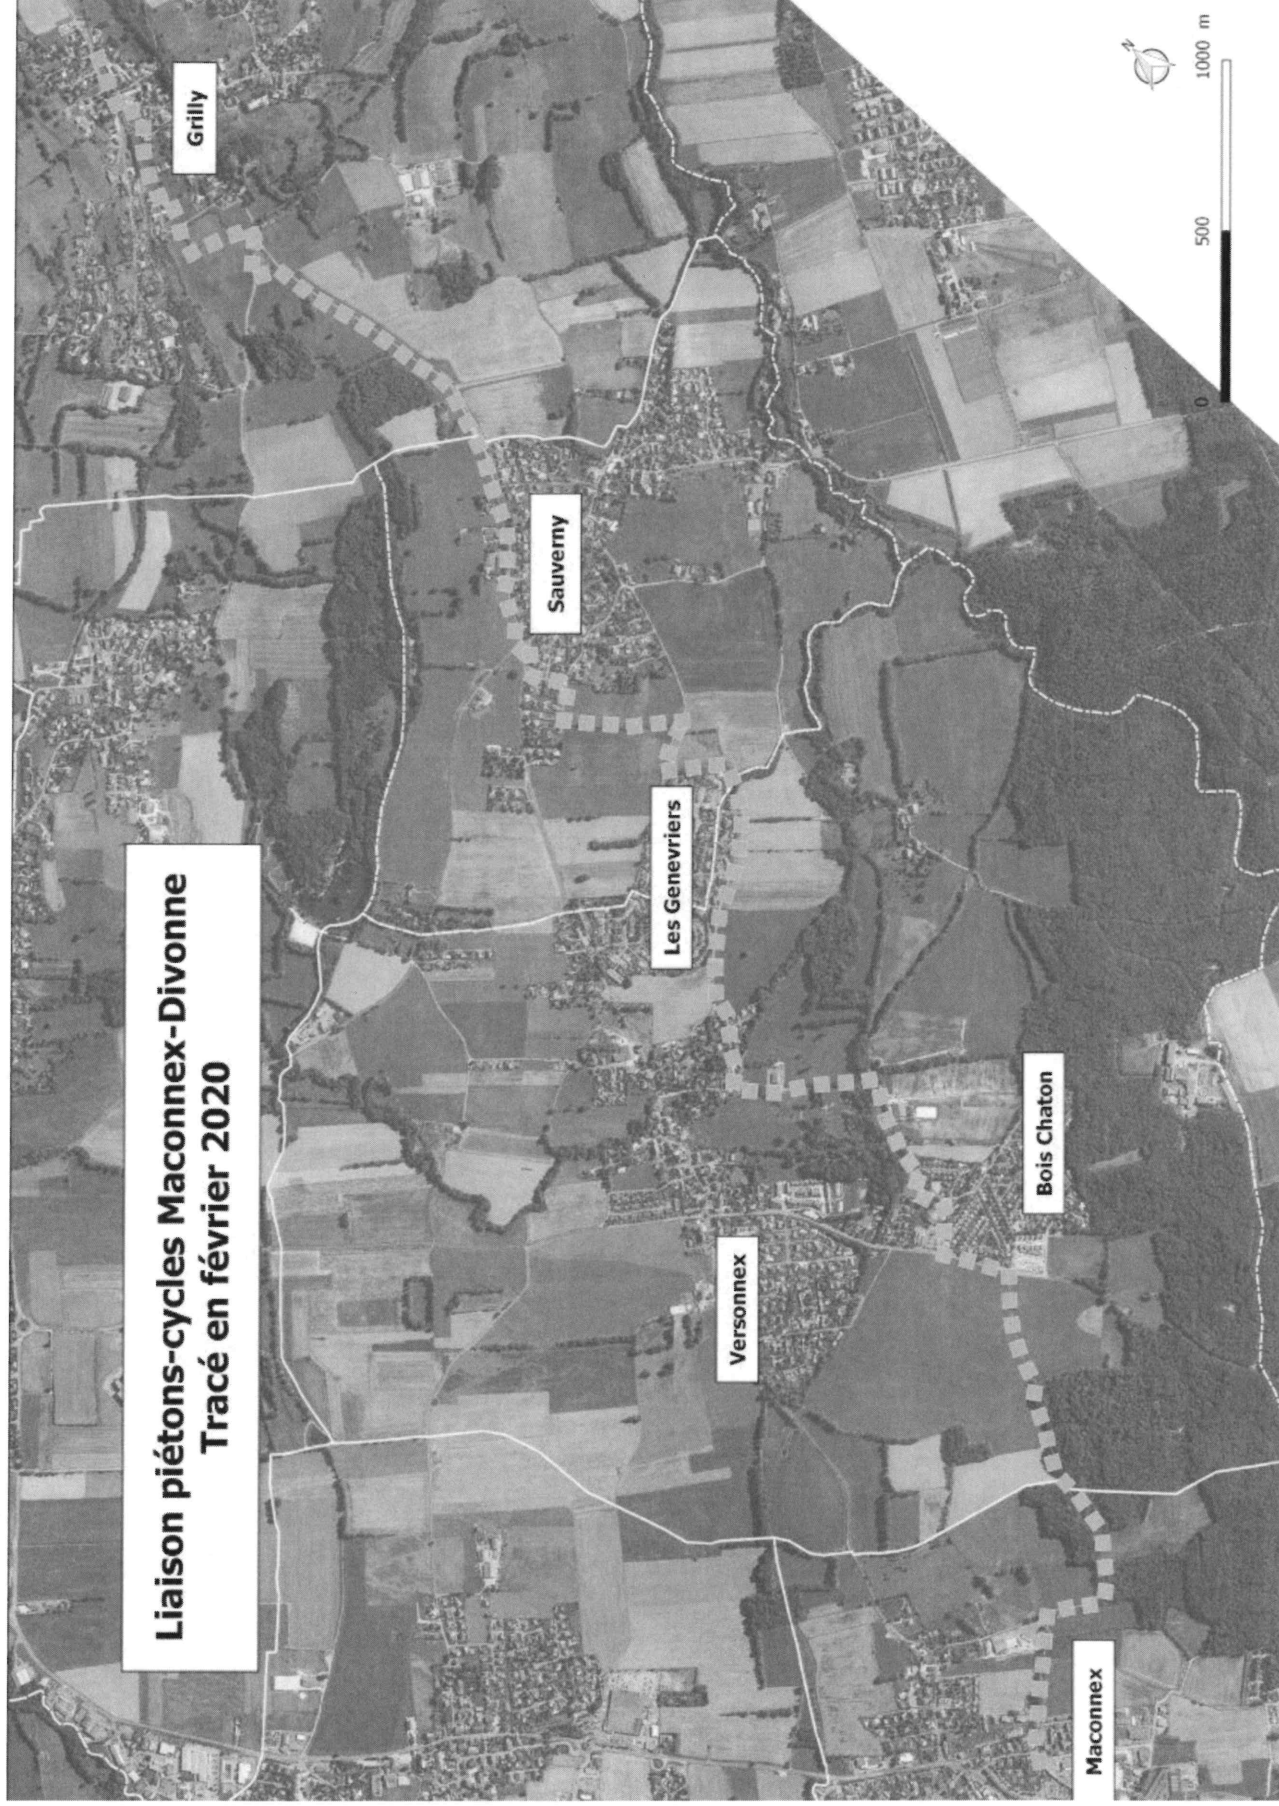 Liaison piétons-cycles Maconnex-Divonne
Tracé en février 2020
Maconnex
Versonnex
Bois Chaton
Les Genevriers
Sauverny
Grilly
N
0 500 1000 m